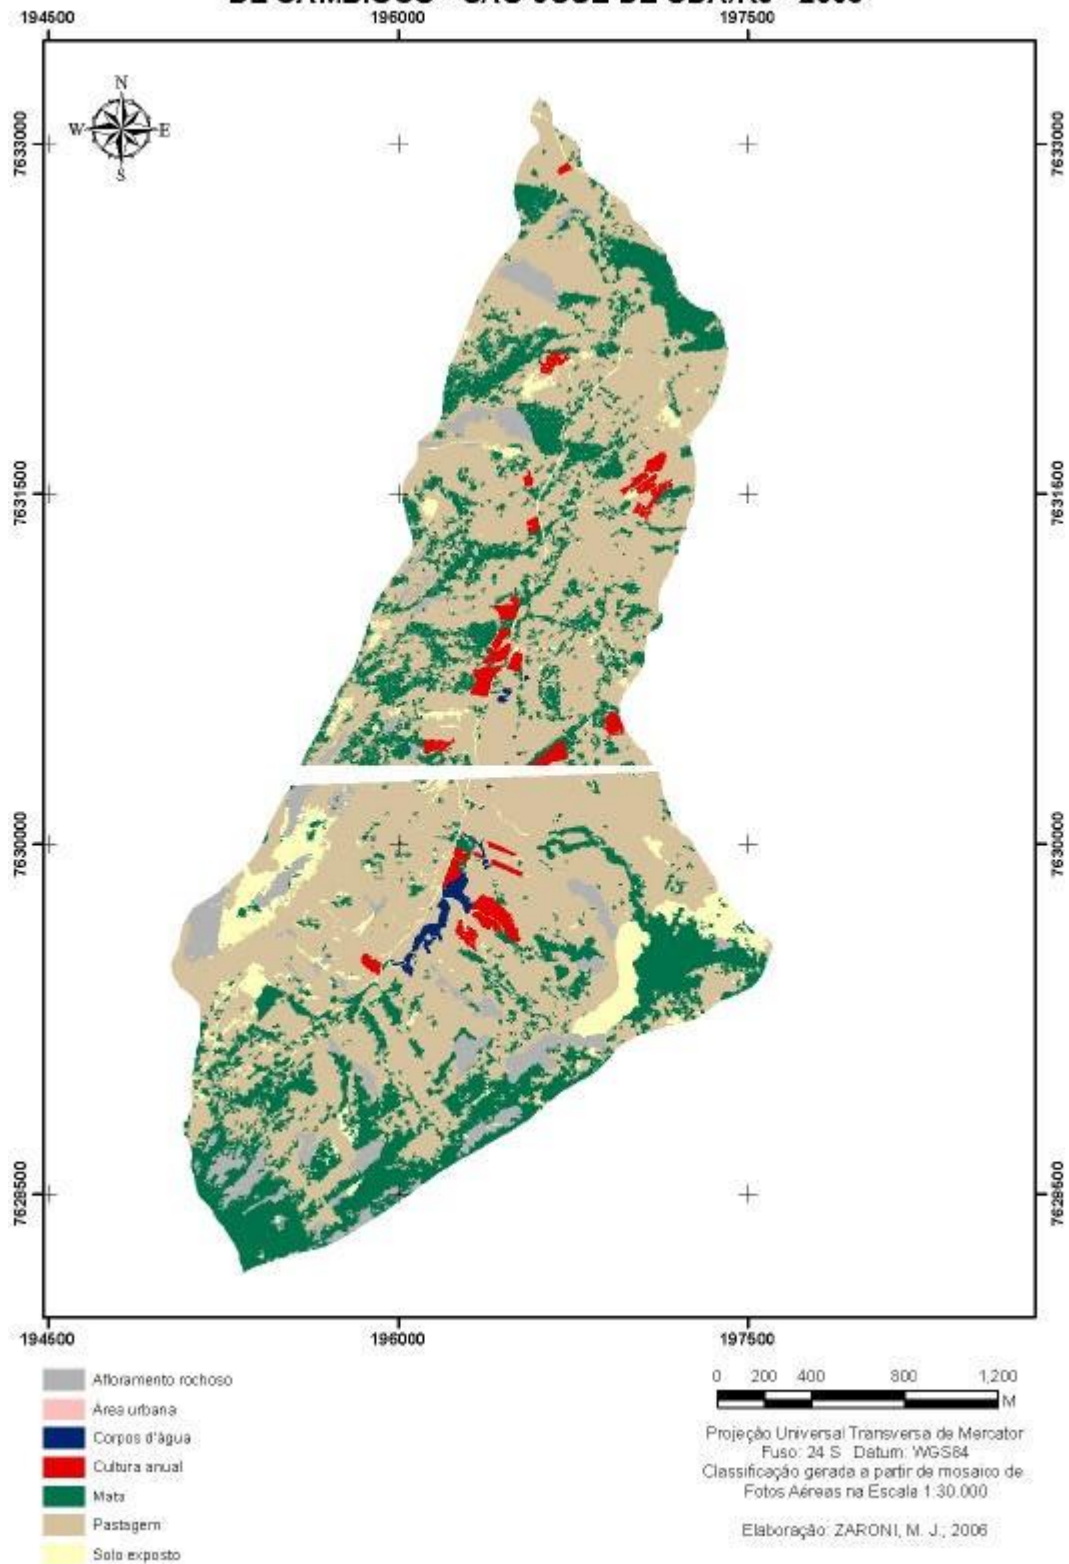 194500 196000 197500
N
W E
S
7633000 7633000
7631500 7631500
7630000 7630000
7628500 7628500
194500 196000 197500
Afloramento rochoso
Área urbana
Corpos d'água
Cultura anual
Mata
Pastagem
Solo exposto
0 200 400 800 1,200
M
Projeção Universal Transversa de Mercator
Fuso: 24 S Datum: WGS84
Classificação gerada a partir de mosaico de
Fotos Aéreas na Escala 1:30.000
Elaboração: ZARONI, M. J.; 2006